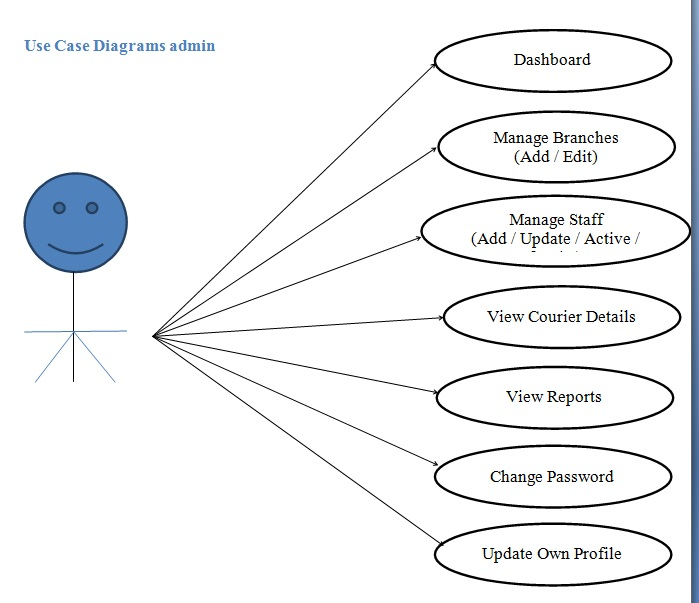 Use Case Diagrams admin
Dashboard
Manage Branches
(Add / Edit)
Manage Staff
(Add / Update / Active /
View Courier Details
View Reports
Change Password
Update Own Profile